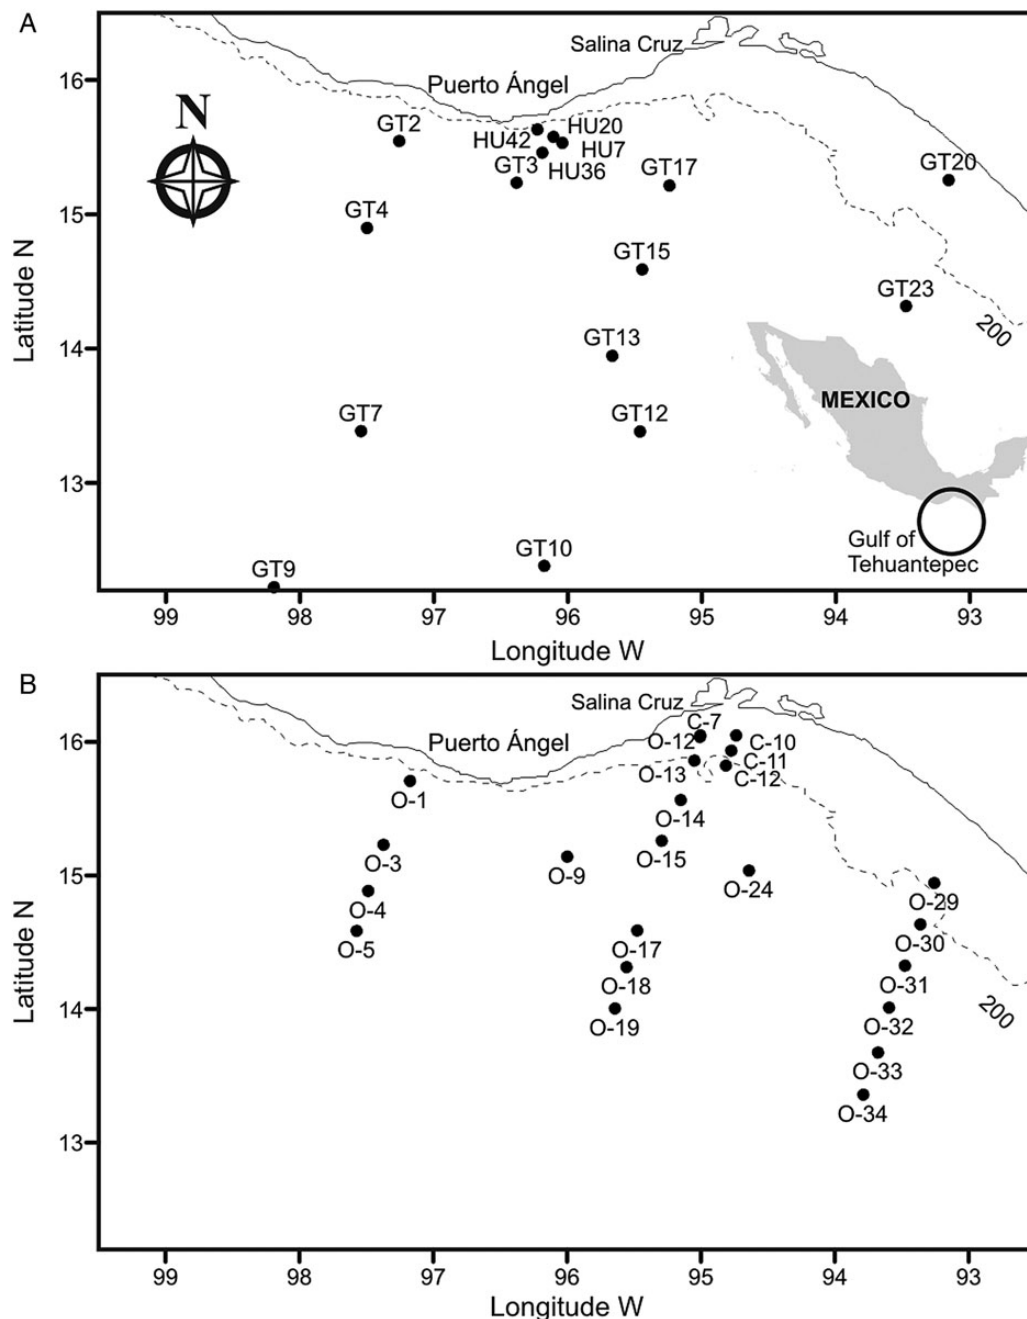 A
Salina Cruz
16
Puerto Ángel
N
GT2
HU20
HU42
HU7
GT3
HU36
GT17
GT20
15
GT4
GT15
GT23
200
Latitude N
14
GT13
MEXICO
GT7
GT12
13
Gulf of
Tehuantepec
GT10
GT9
99
98
97
96
95
94
93
Longitude W
B
Salina Cruz
C-7
16
Puerto Ángel
O-12
C-10
C-11
O-13
C-12
O-1
O-14
O-3
O-15
O-9
15
O-24
O-29
O-4
O-5
O-17
O-30
O-18
O-31
200
Latitude N
14
O-19
O-32
O-33
O-34
13
99
98
97
96
95
94
93
Longitude W